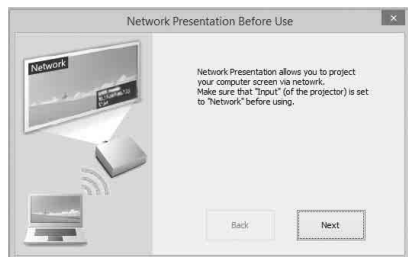 Network Presentation Before Use
Network
Network Presentation allows you to project
your computer screen via netowrk.
Make sure that "Input" (of the projector) is set
to "Network" before using.
Back
Next